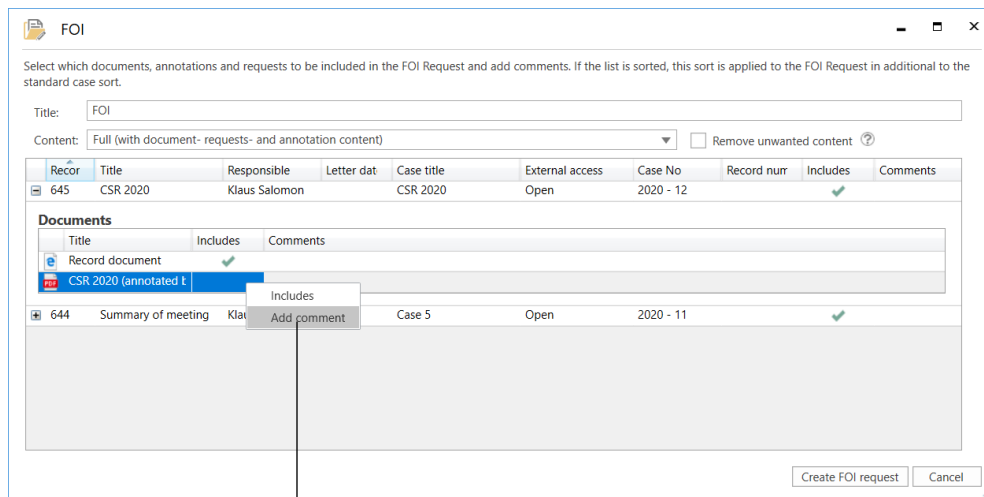 FOI
Select which documents, annotations and requests to be included in the FOI Request and add comments. If the list is sorted, this sort is applied to the FOI Request in additional to the
standard case sort.
Title: FOI
Content: Full (with document- requests- and annotation content) Remove unwanted content ?
Recor Title Responsible Letter dat Case title External access Case No Record num Includes Comments
645 CSR 2020 Klaus Salomon CSR 2020 Open 2020 - 12
Documents
Title Includes Comments
Record document
CSR 2020 (annotated b
Includes
644 Summary of meeting Kla Add comment Case 5 Open 2020 - 11
Create FOI request Cancel